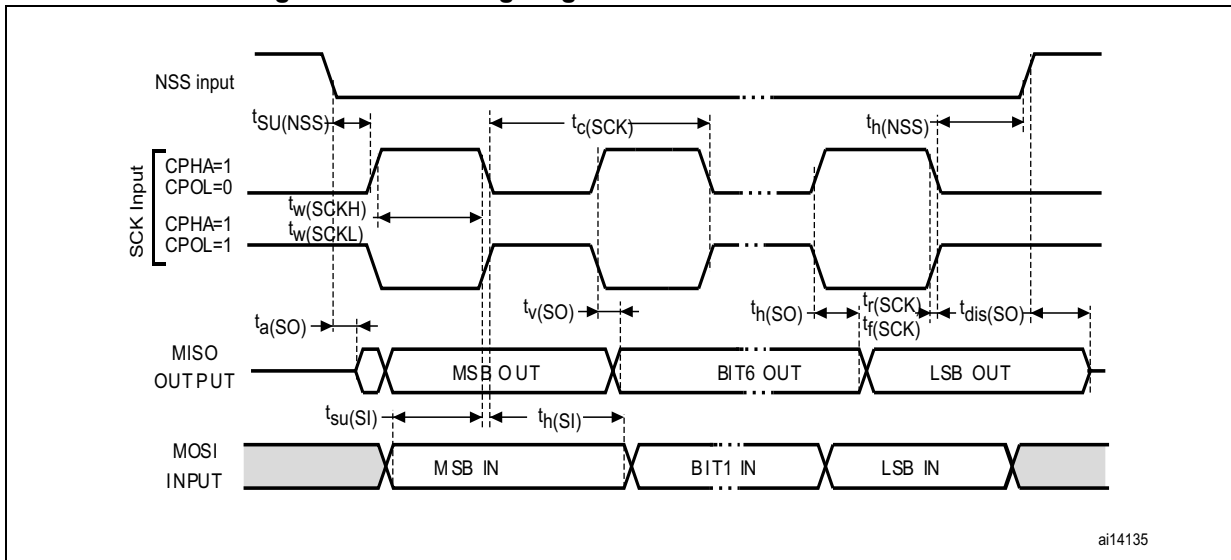 NSS input
tSU(NSS)
tc(SCK)
th(NSS)
SCK Input
CPHA=1
CPOL=0
tw(SCKH)
CPHA=1
tw(SCKL)
CPOL=1
ta(SO)
tv(SO)
th(SO)
tr(SCK)
tf(SCK)
tdis(SO)
MISO
OUTPUT
MSB OUT
BIT6 OUT
LSB OUT
tsu(SI)
th(SI)
MOSI
INPUT
MSB IN
BIT1 IN
LSB IN
ai14135